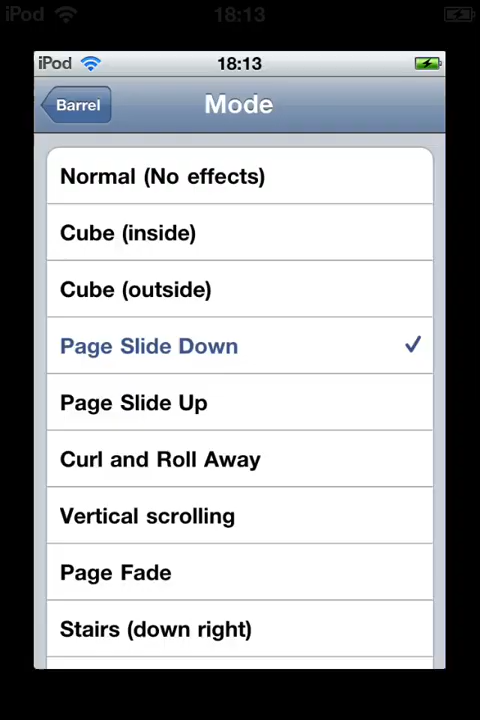 iPod 18:13
iPod 18:13
Barrel Mode
Normal (No effects)
Cube (inside)
Cube (outside)
Page Slide Down
Page Slide Up
Curl and Roll Away
Vertical scrolling
Page Fade
Stairs (down right)